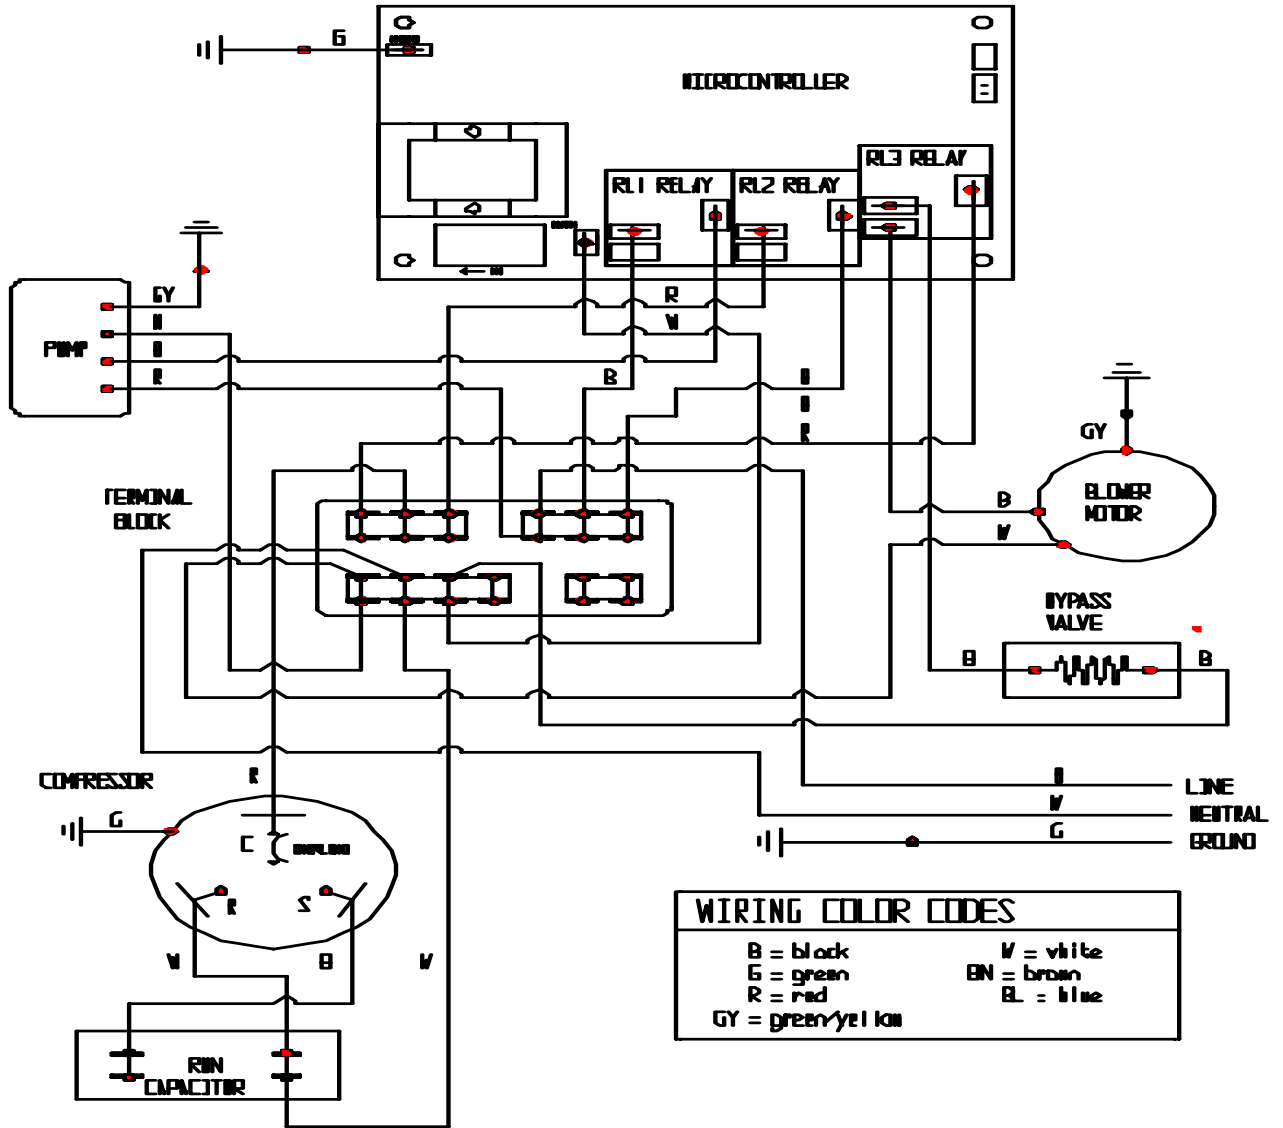 G
MICROCONTROLLER
RL1 RELAY
RL2 RELAY
RL3 RELAY
GY
R
W
PUMP
R
B
GY
TERMINAL
BLOCK
B
W
BLOWER
MOTOR
BYPASS
VALVE
B
B
COMPRESSOR
R
LINE
W
NEUTRAL
G
G
GROUND
C
R
S
W
B
W
RUN
CAPACITOR
WIRING COLOR CODES
B = black
W = white
G = green
BN = brown
R = red
BL = blue
GY = green/yellow